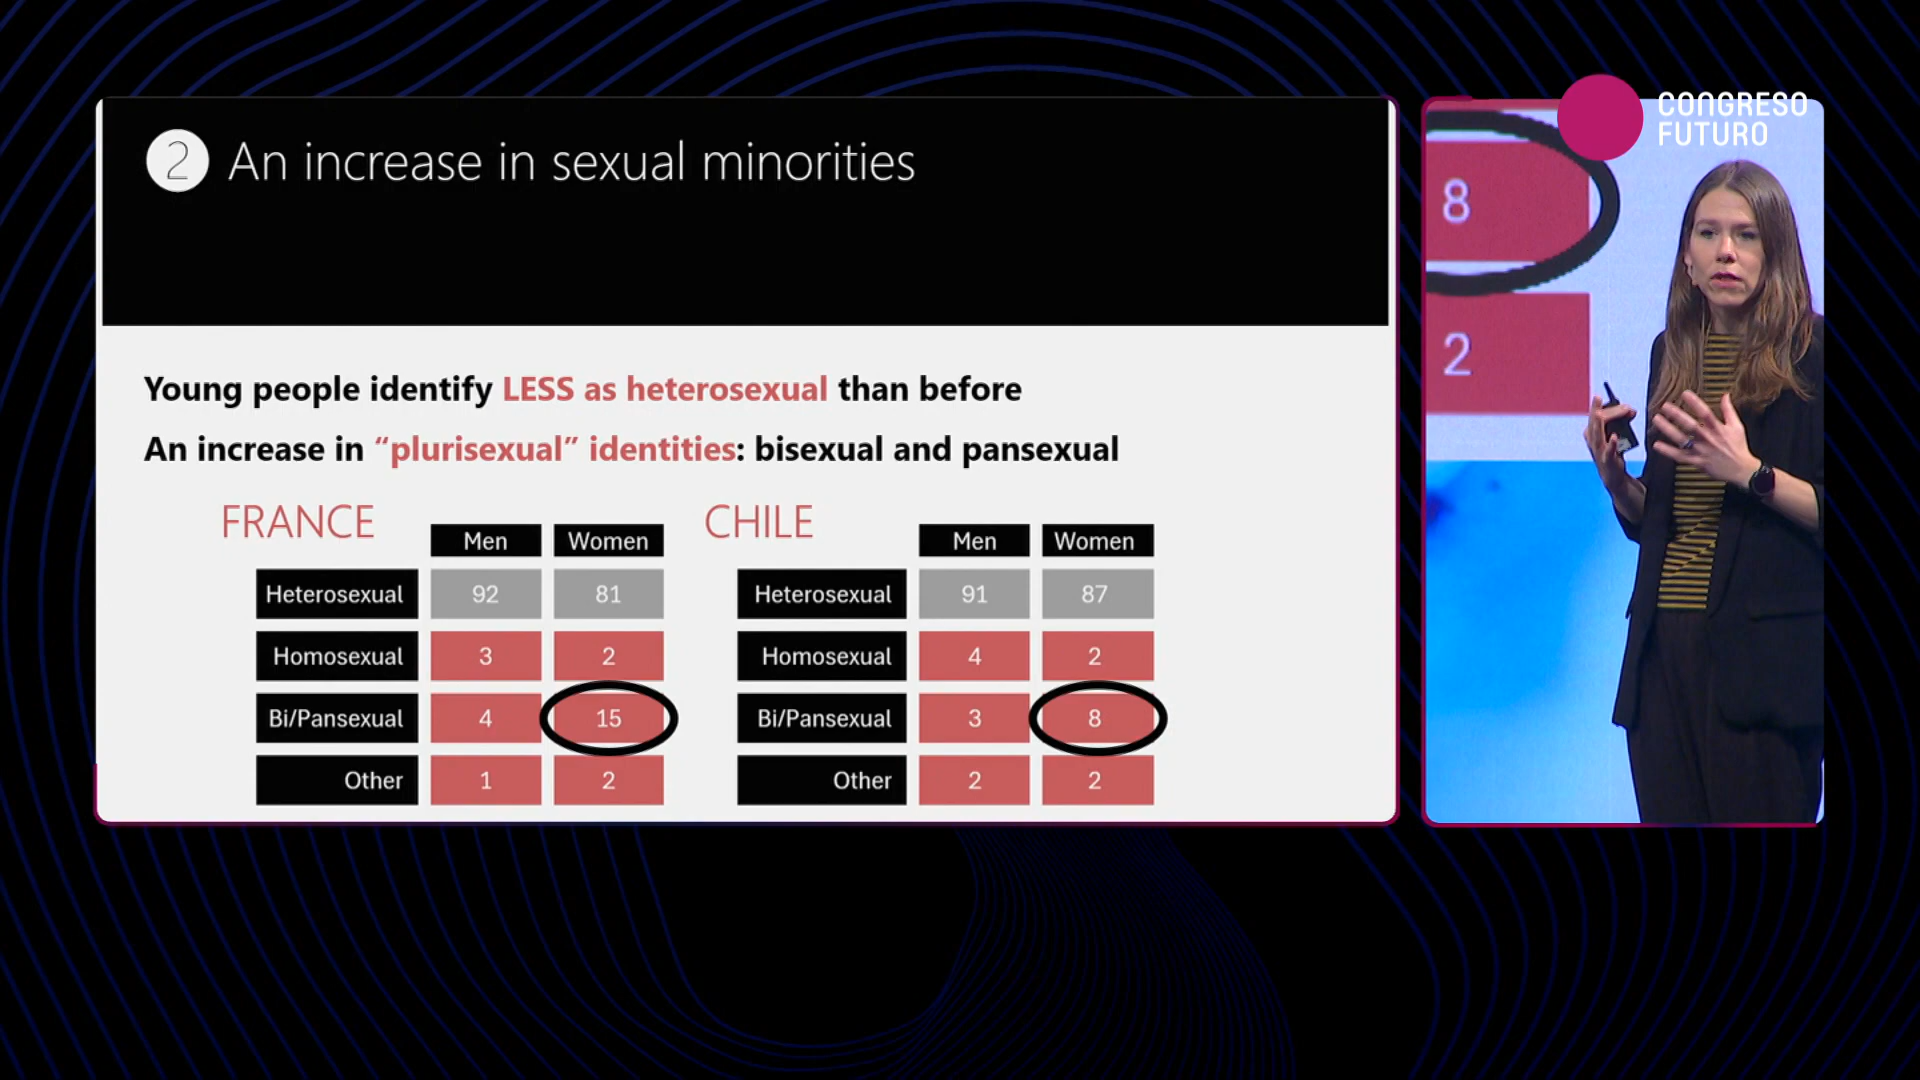 2 An increase in sexual minorities
Young people identify LESS as heterosexual than before
An increase in “plurisexual” identities: bisexual and pansexual
FRANCE
Men Women
Heterosexual 92 81
Homosexual 3 2
Bi/Pansexual 4 15
Other 1 2
CHILE
Men Women
Heterosexual 91 87
Homosexual 4 2
Bi/Pansexual 3 8
Other 2 2
CONGRESO
FUTURO
8
2